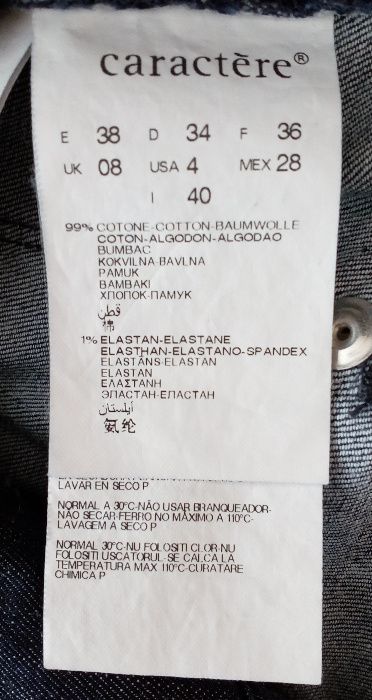 caractère®
E 38 D 34 F 36
UK 08 USA 4 MEX 28
I 40
99% COTONE-COTTON-BAUMWOLLE
COTON-ALGODON-ALGODAO
BUMBAC
KOKVILNA-BAVLNA
PAMUK
BAMBAKI
ХЛОПОК-ПАМУК
قطن
棉
1% ELASTAN-ELASTANE
ELASTHAN-ELASTANO-SPANDEX
ELASTANS-ELASTAN
ELASTAN
ΕΛΑΣΤΑΝΗ
ЭЛАСТАН-ЕЛАСТАН
أيلستان
氨纶
LAVAR EN SECO P
NORMAL A 30°C-NÃO USAR BRANQUEADOR-
NÃO SECAR-FERRO NO MÁXIMO A 110°C-
LAVAGEM A SECO P
NORMAL 30°C-NU FOLOSITI CLOR-NU
FOLOSITI USCATORUL-SE CALCA LA
TEMPERATURA MAX 110°C-CURATARE
CHIMICA P